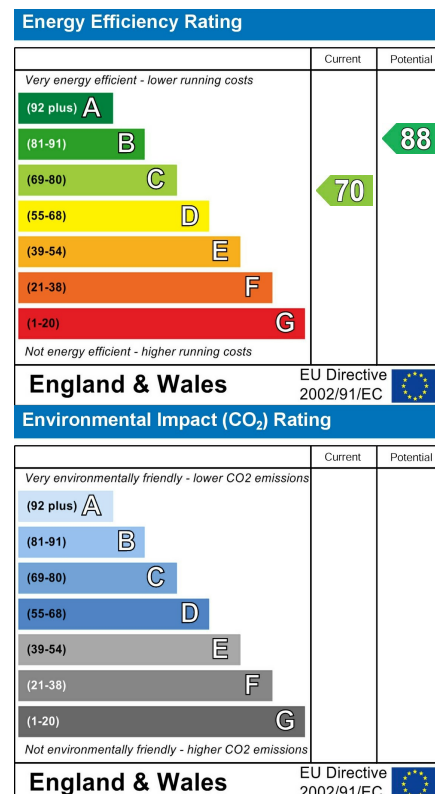 Energy Efficiency Rating
Current Potential
Very energy efficient - lower running costs
(92 plus) A
(81-91) B
(69-80) C
(55-68) D
(39-54) E
(21-38) F
(1-20) G
70
88
Not energy efficient - higher running costs
England & Wales
EU Directive
2002/91/EC
Environmental Impact (CO₂) Rating
Current Potential
Very environmentally friendly - lower CO2 emissions
(92 plus) A
(81-91) B
(69-80) C
(55-68) D
(39-54) E
(21-38) F
(1-20) G
Not environmentally friendly - higher CO2 emissions
England & Wales
EU Directive
2002/91/EC